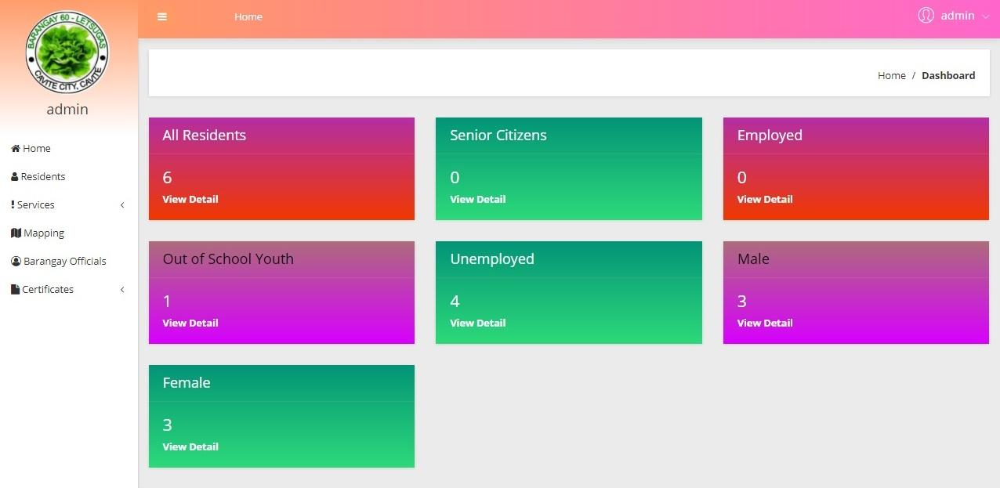 BARANGAY 60 - LETSUGAS
CAVITE CITY, CAVITE
admin
Home
Residents
Services
Mapping
Barangay Officials
Certificates
Home
admin
Home / Dashboard
All Residents
6
View Detail
Senior Citizens
0
View Detail
Employed
0
View Detail
Out of School Youth
1
View Detail
Unemployed
4
View Detail
Male
3
View Detail
Female
3
View Detail